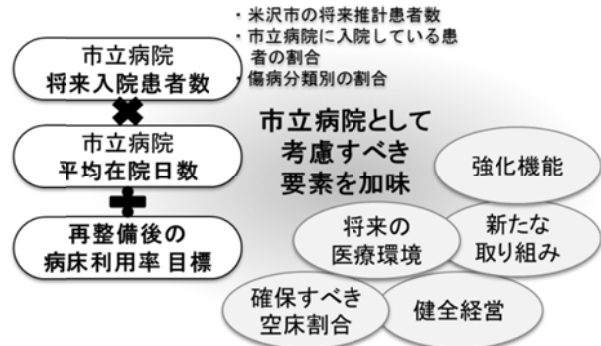 ・米沢市の将来推計患者数
・市立病院に入院している患
者の割合
・傷病分類別の割合
市立病院
将来入院患者数
市立病院
平均在院日数
再整備後の
病床利用率 目標
市立病院として
考慮すべき
要素を加味
強化機能
将来の
医療環境
新たな
取り組み
確保すべき
空床割合
健全経営